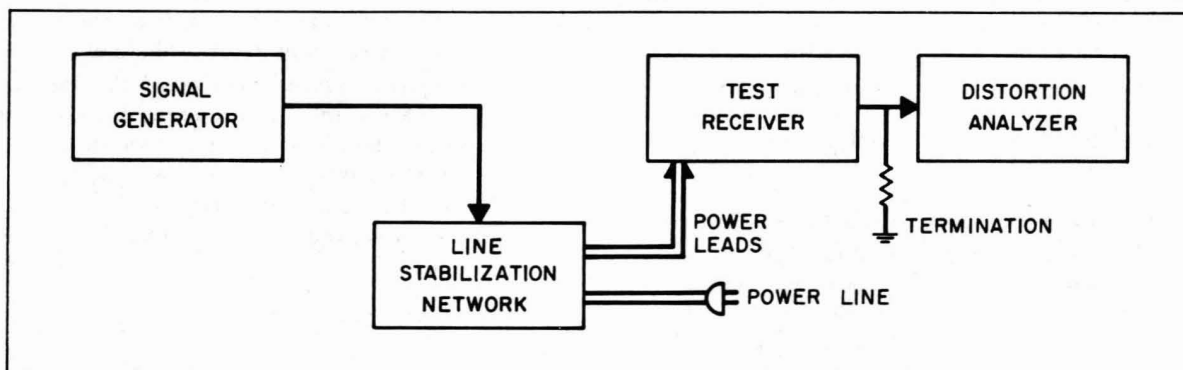 SIGNAL
GENERATOR
TEST
RECEIVER
DISTORTION
ANALYZER
POWER
LEADS
TERMINATION
LINE
STABILIZATION
NETWORK
POWER LINE